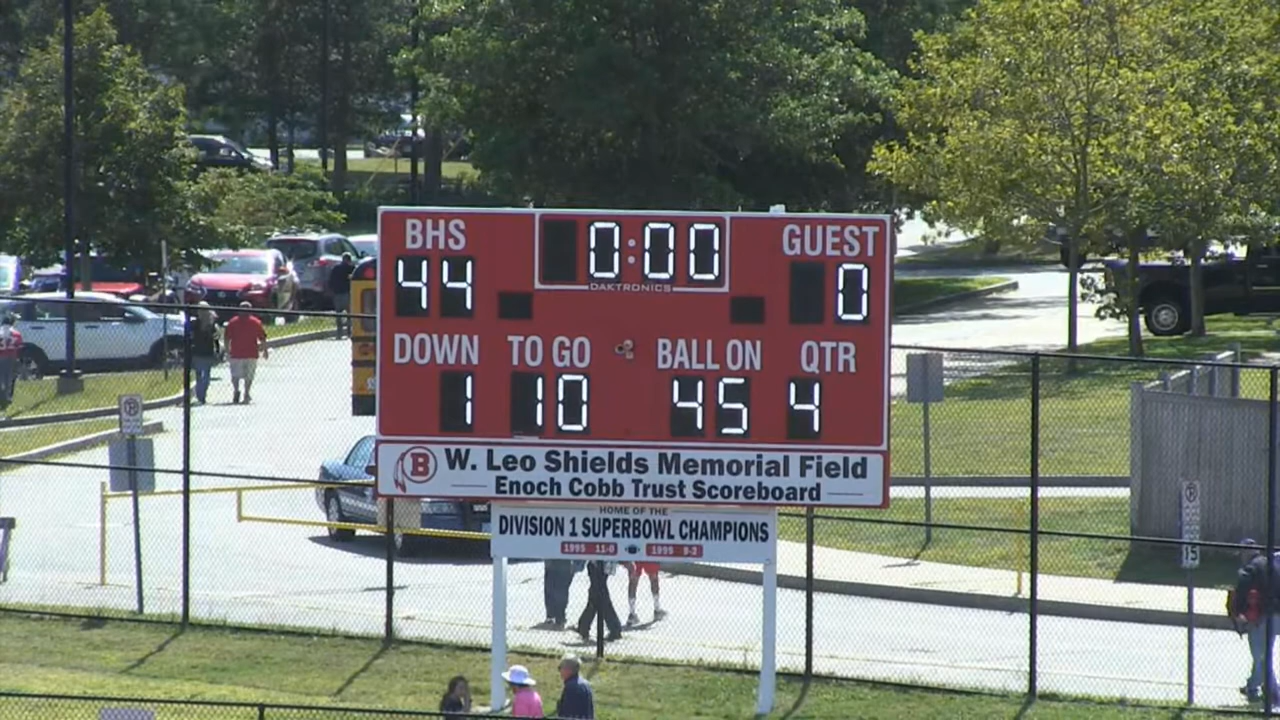 BHS 0:00 GUEST
44 DAKTRONICS 0
DOWN TO GO BALL ON QTR
1 10 45 4
B W. Leo Shields Memorial Field
Enoch Cobb Trust Scoreboard
HOME OF THE
DIVISION 1 SUPERBOWL CHAMPIONS
1995 11-0 1999 9-2
15